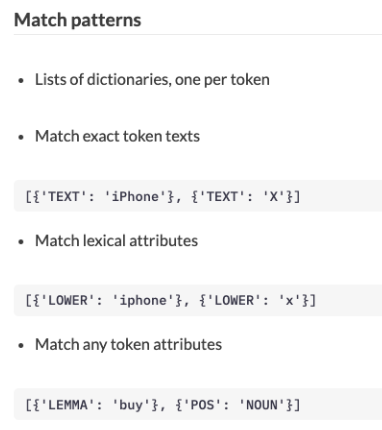 Match patterns
• Lists of dictionaries, one per token
• Match exact token texts
[{'TEXT': 'iPhone'}, {'TEXT': 'X'}]
• Match lexical attributes
[{'LOWER': 'iphone'}, {'LOWER': 'x'}]
• Match any token attributes
[{'LEMMA': 'buy'}, {'POS': 'NOUN'}]